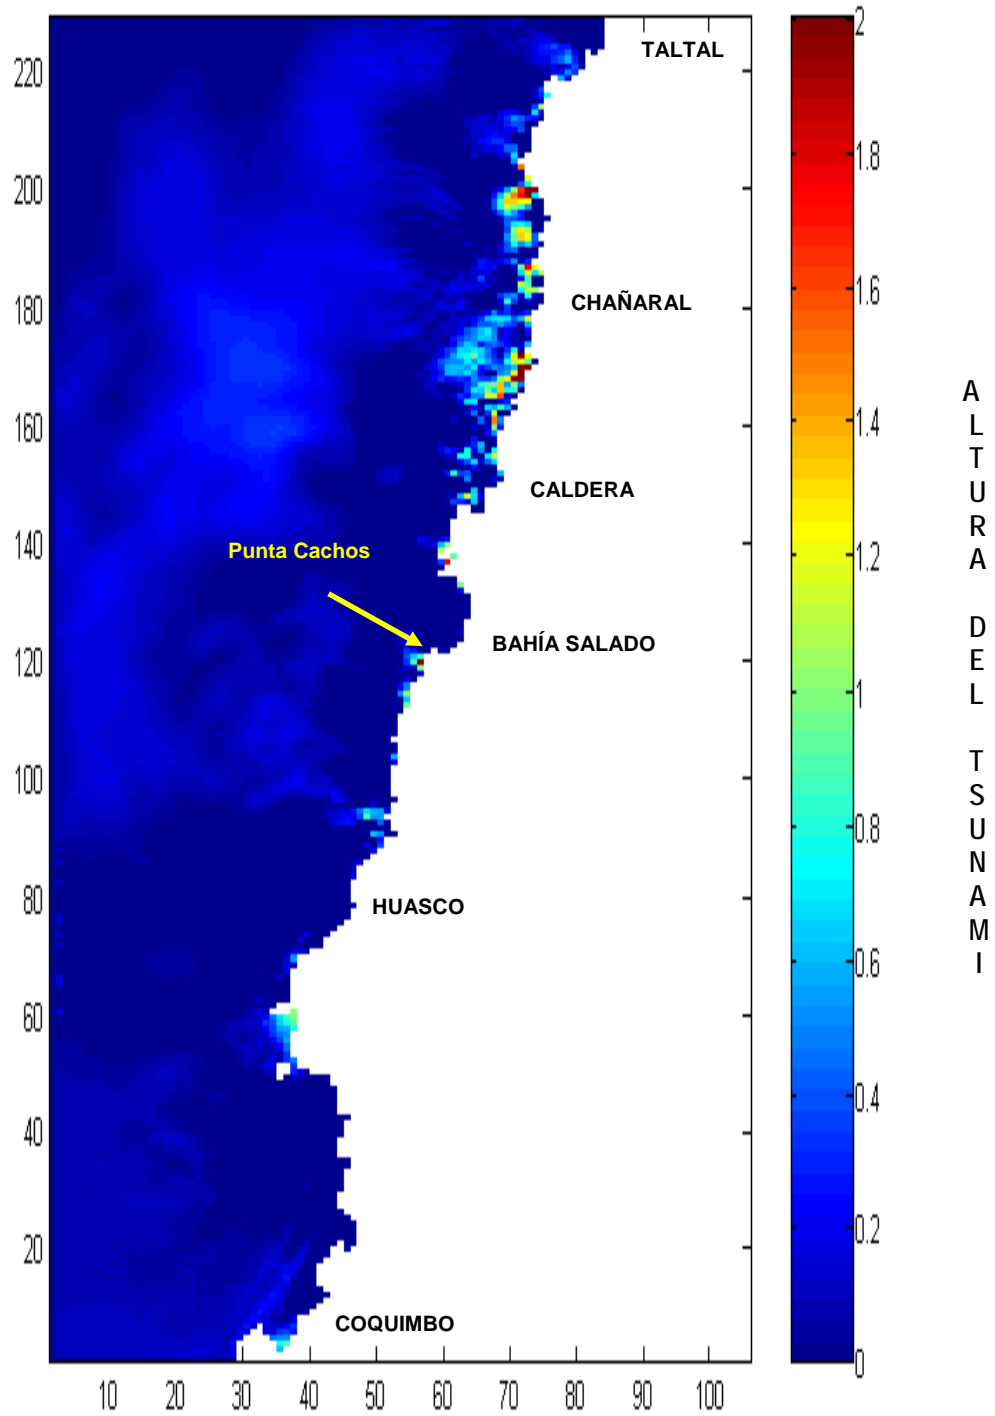 TALTAL
CHAÑARAL
CALDERA
Punta Cachos
BAHÍA SALADO
HUASCO
COQUIMBO
220
200
180
160
140
120
100
80
60
40
20
10 20 30 40 50 60 70 80 90 100
2
1.8
1.6
1.4
1.2
1
0.8
0.6
0.4
0.2
0
ALTURA DEL TSUNAMI